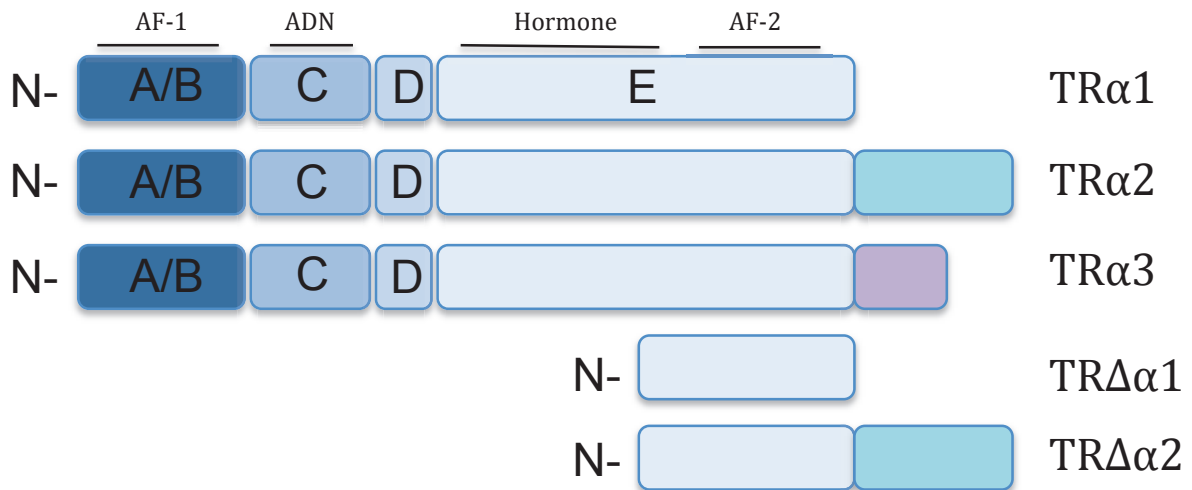 AF-1 ADN Hormone AF-2
N- A/B C D E TRα1
N- A/B C D TRα2
N- A/B C D TRα3
N- TRΔα1
N- TRΔα2